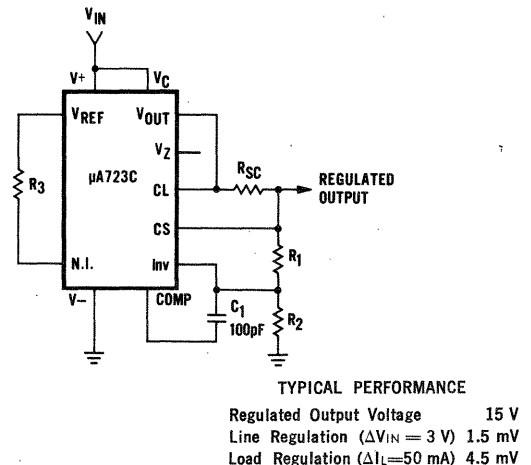 VIN
V+ VC
VREF VOUT
VZ
µA723C
R3
CL
RSC
REGULATED
OUTPUT
CS
R1
N.I. Inv
V− COMP
C1
100pF
R2
TYPICAL PERFORMANCE
Regulated Output Voltage 15 V
Line Regulation (ΔVIN = 3 V) 1.5 mV
Load Regulation (ΔIL=50 mA) 4.5 mV